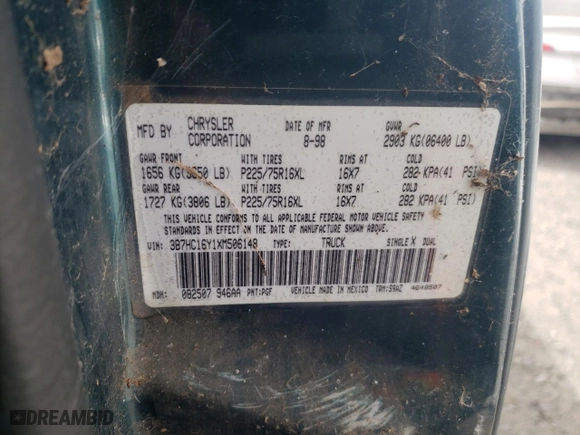 MFD BY CHRYSLER CORPORATION DATE OF MFR 8-98 GVWR 2903 KG(06400 LB)
GAWR FRONT WITH TIRES RIMS AT COLD
1656 KG(3650 LB) P225/75R16XL 16X7 282 KPA(41 PSI)
GAWR REAR WITH TIRES RIMS AT COLD
1727 KG(3806 LB) P225/75R16XL 16X7 282 KPA(41 PSI)
THIS VEHICLE CONFORMS TO ALL APPLICABLE FEDERAL MOTOR VEHICLE SAFETY
STANDARDS IN EFFECT ON THE DATE OF MANUFACTURE SHOWN ABOVE.
VIN: 3B7HC16Y1XM506148 TYPE: TRUCK SINGLE X DUAL
MDH: 082507 946AA PNT:PGF VEHICLE MADE IN MEXICO TRM:S9AZ 4648507
DREAMBID